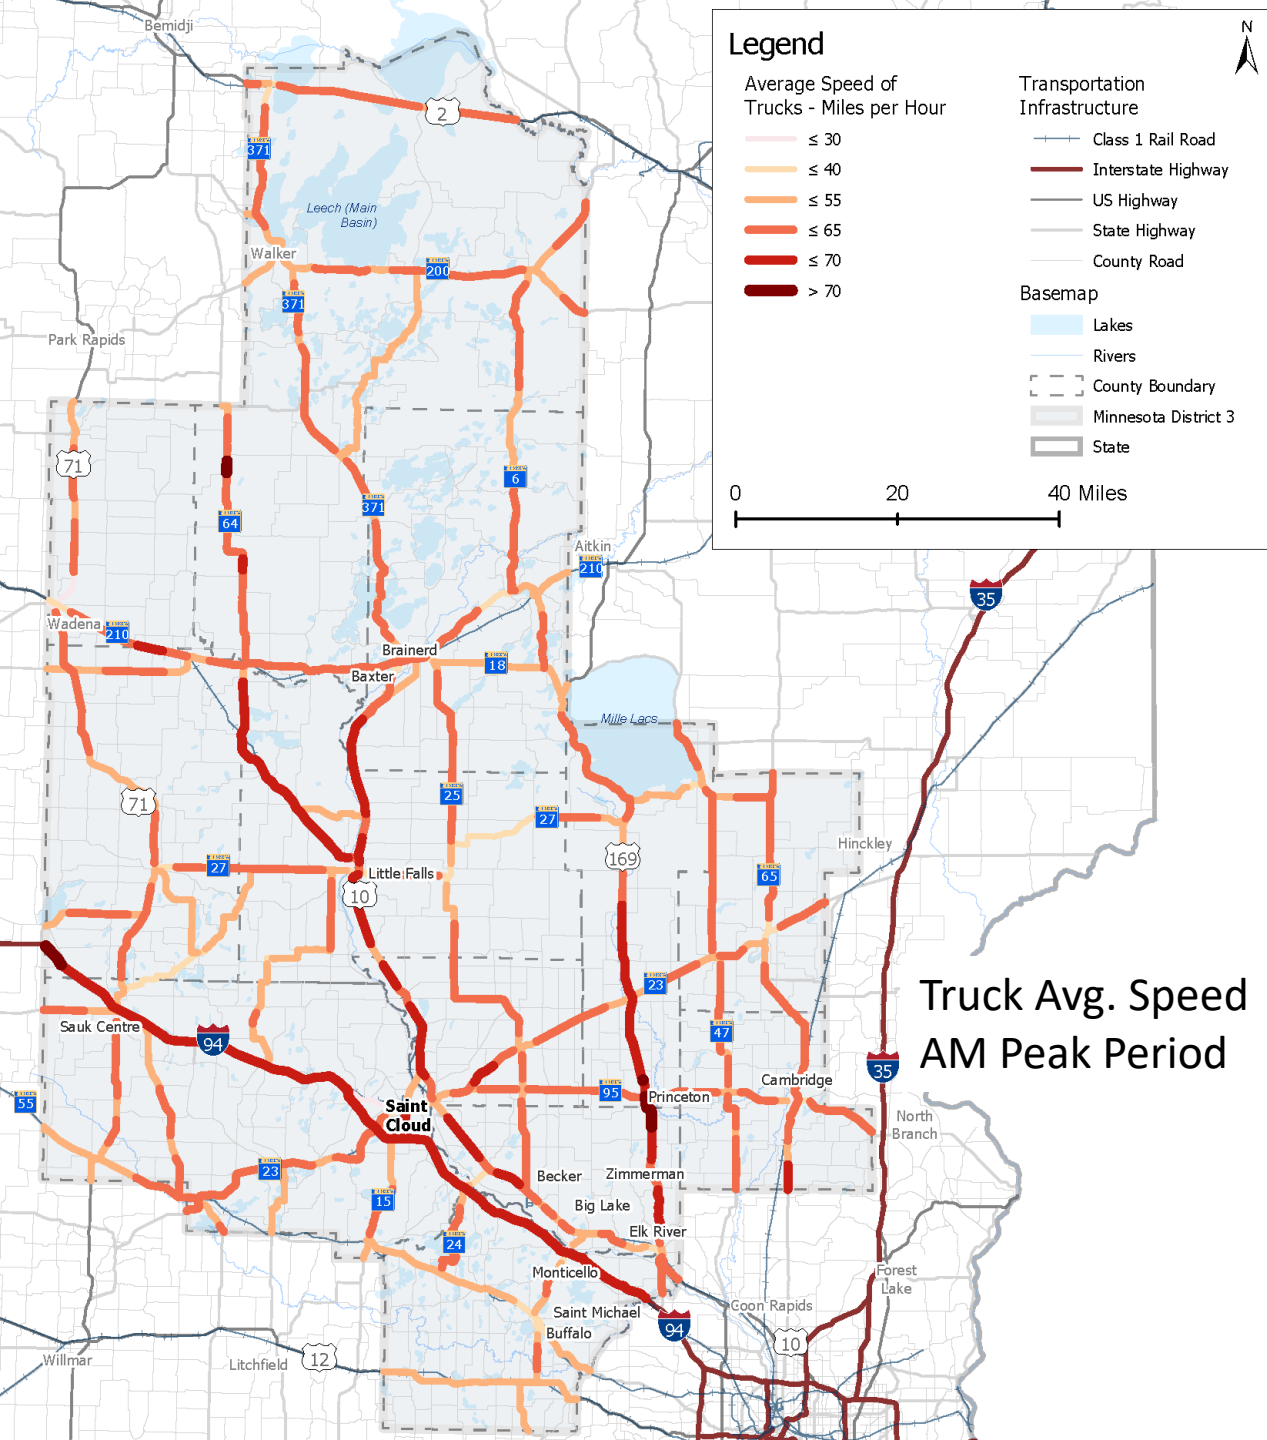 Legend
N
Average Speed of
Trucks - Miles per Hour
≤ 30
≤ 40
≤ 55
≤ 65
≤ 70
> 70
Transportation
Infrastructure
Class 1 Rail Road
Interstate Highway
US Highway
State Highway
County Road
Basemap
Lakes
Rivers
County Boundary
Minnesota District 3
State
0 20 40 Miles
Bemidji
2
371
Leech (Main
Basin)
Walker
200
371
Park Rapids
71
6
371
64
Aitkin
210
35
Wadena
210
Brainerd
18
Baxter
Mille Lacs
71
25
27
Hinckley
169
27
Little Falls
65
10
23
Truck Avg. Speed
AM Peak Period
Sauk Centre
94
47
35
55
95
Cambridge
Princeton
Saint
Cloud
North
Branch
23
Becker
Zimmerman
15
Big Lake
24
Elk River
Monticello
Forest
Lake
Saint Michael
Coon Rapids
94
Buffalo
10
Willmar
Litchfield
12